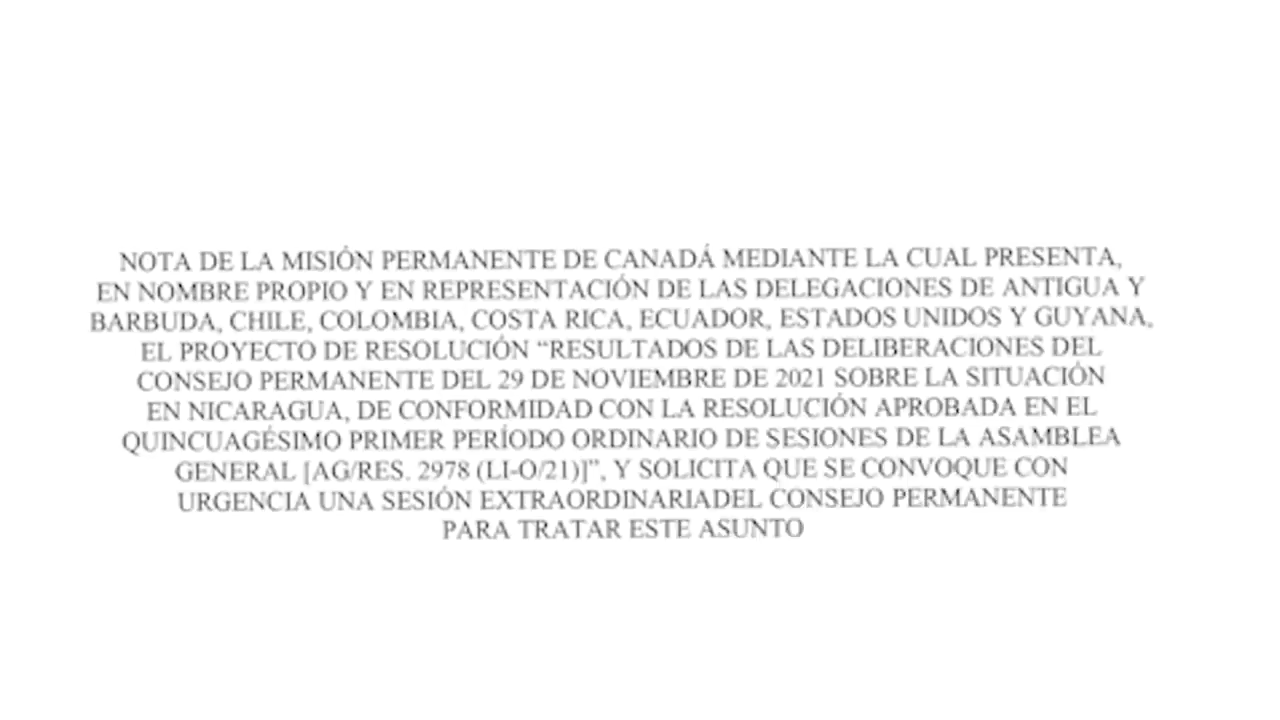 NOTA DE LA MISIÓN PERMANENTE DE CANADÁ MEDIANTE LA CUAL PRESENTA,
EN NOMBRE PROPIO Y EN REPRESENTACIÓN DE LAS DELEGACIONES DE ANTIGUA Y
BARBUDA, CHILE, COLOMBIA, COSTA RICA, ECUADOR, ESTADOS UNIDOS Y GUYANA,
EL PROYECTO DE RESOLUCIÓN “RESULTADOS DE LAS DELIBERACIONES DEL
CONSEJO PERMANENTE DEL 29 DE NOVIEMBRE DE 2021 SOBRE LA SITUACIÓN
EN NICARAGUA, DE CONFORMIDAD CON LA RESOLUCIÓN APROBADA EN EL
QUINCUAGÉSIMO PRIMER PERÍODO ORDINARIO DE SESIONES DE LA ASAMBLEA
GENERAL [AG/RES. 2978 (LI-O/21)]”, Y SOLICITA QUE SE CONVOQUE CON
URGENCIA UNA SESIÓN EXTRAORDINARIADEL CONSEJO PERMANENTE
PARA TRATAR ESTE ASUNTO